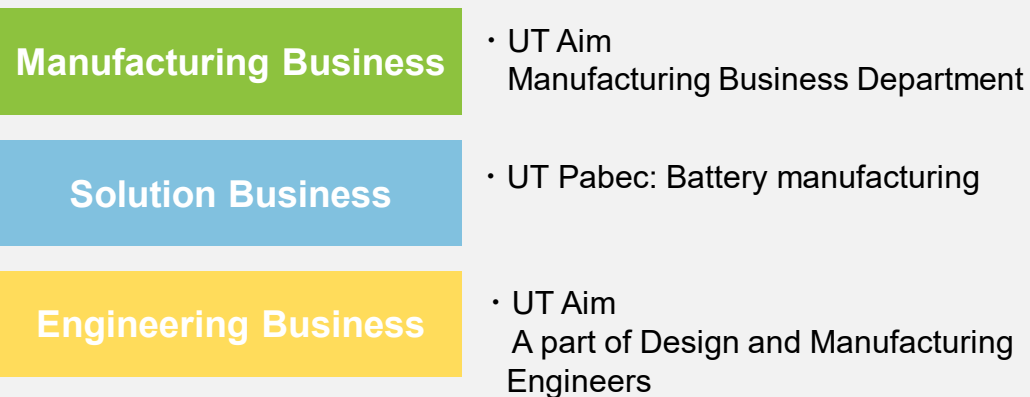 Manufacturing Business
・UT Aim
Manufacturing Business Department
Solution Business
・UT Pabec: Battery manufacturing
Engineering Business
・UT Aim
A part of Design and Manufacturing
Engineers